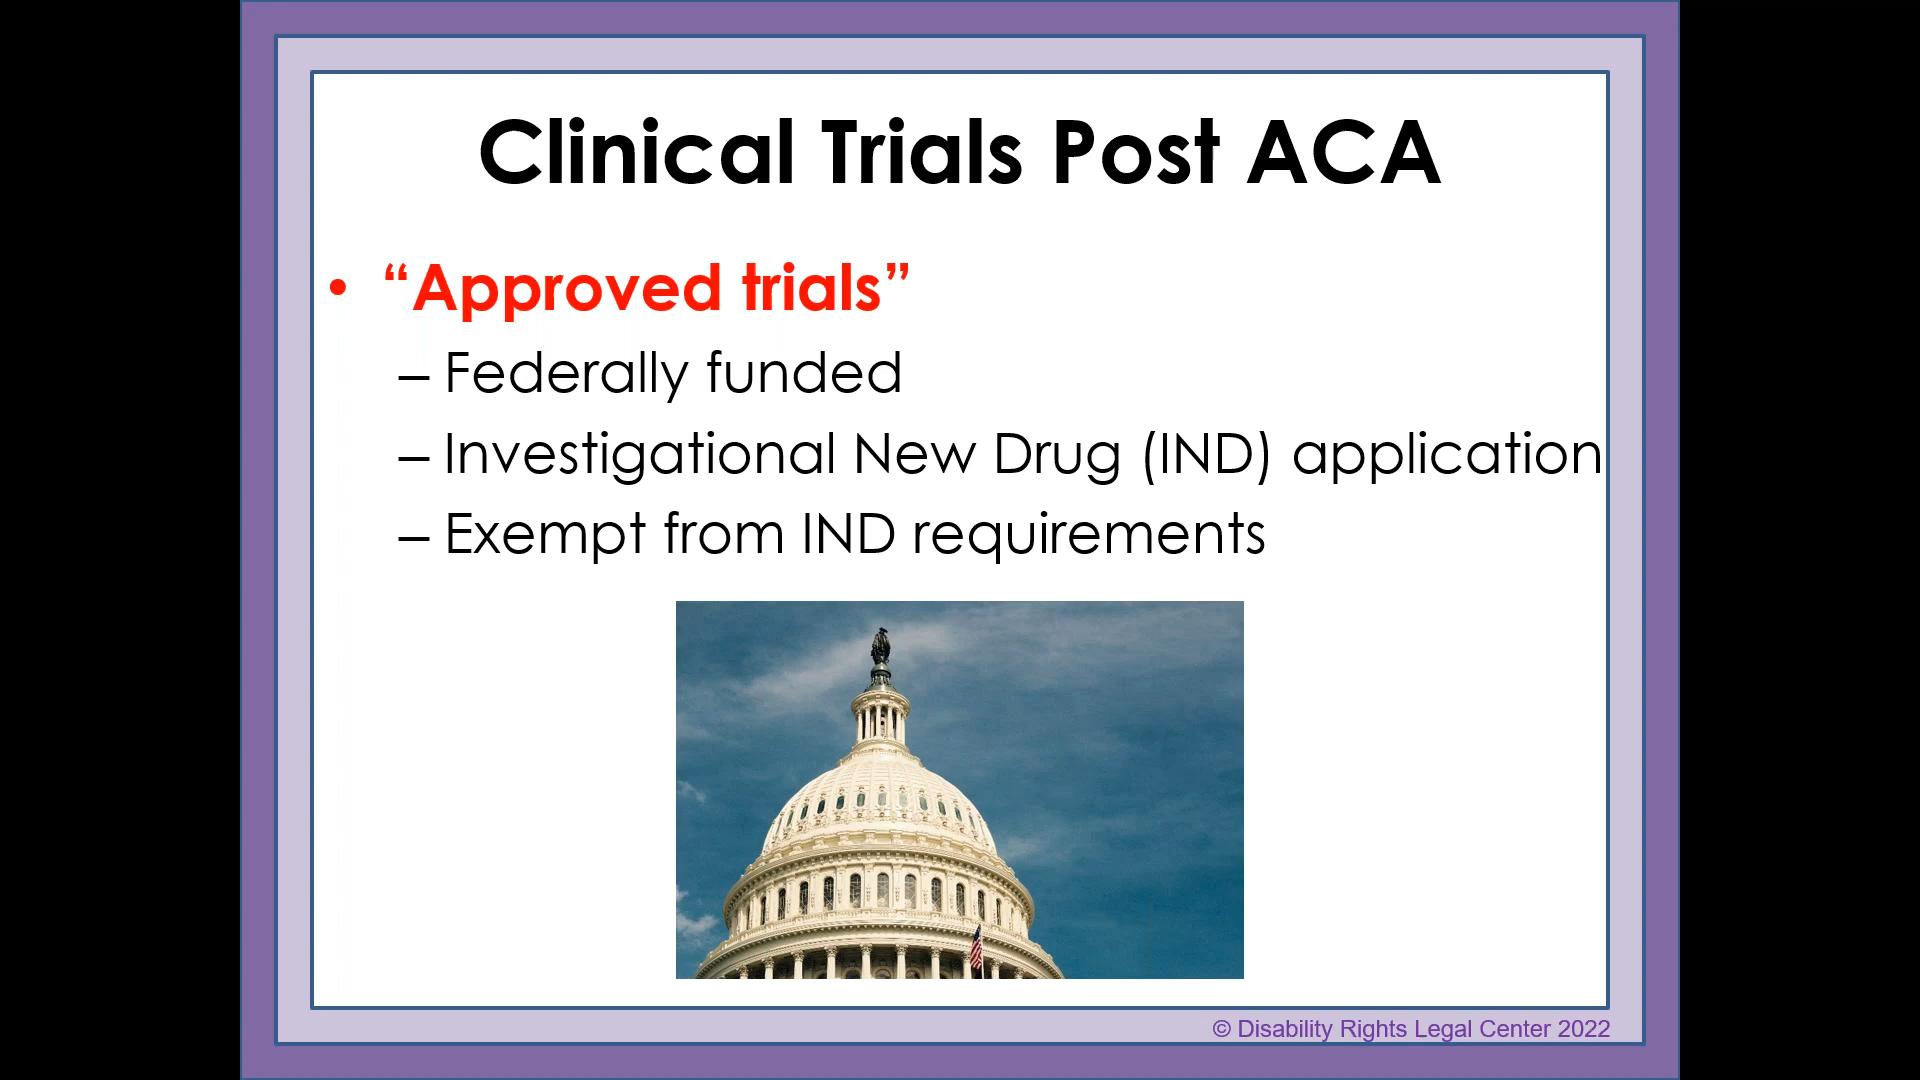 Clinical Trials Post ACA
• “Approved trials”
– Federally funded
– Investigational New Drug (IND) application
– Exempt from IND requirements
© Disability Rights Legal Center 2022